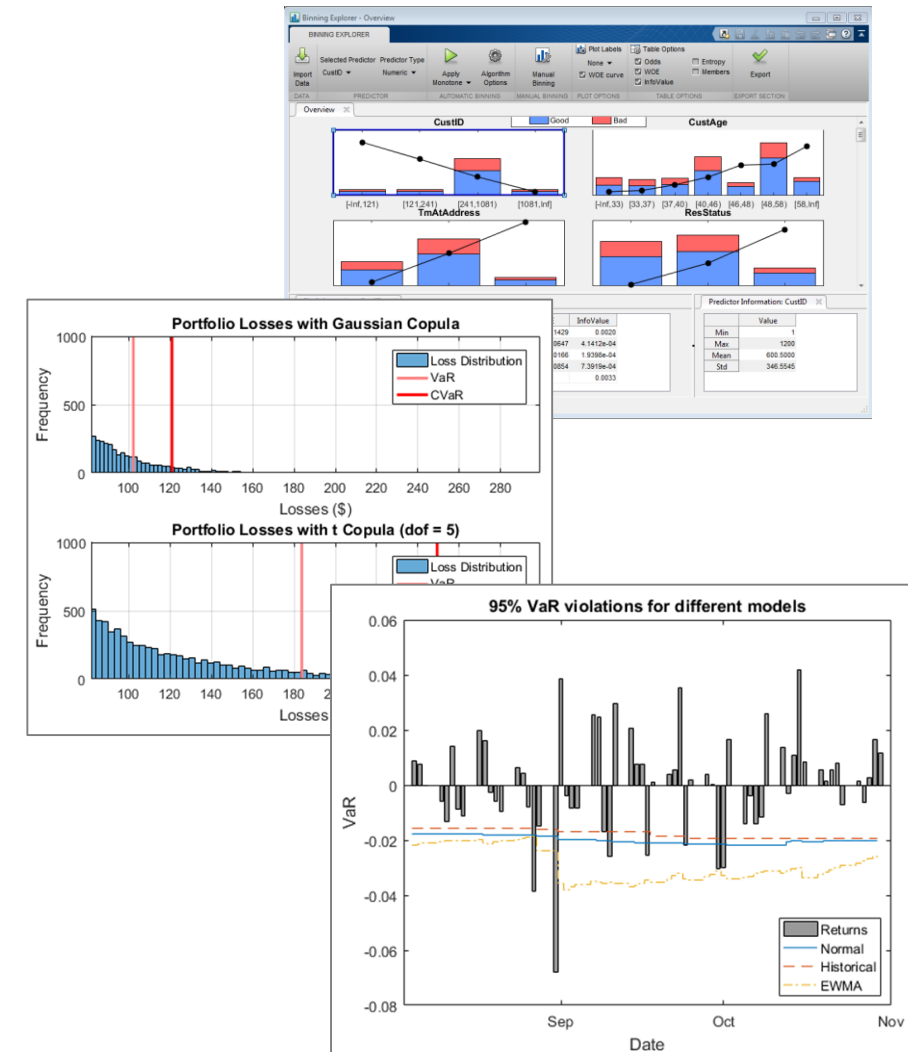 Binning Explorer - Overview
BINNING EXPLORER
Import Data
Selected Predictor Predictor Type
CustID Numeric
Apply Monotone
Algorithm Options
Manual Binning
Plot Labels
None
WOE curve
Table Options
Odds Entropy
WOE Members
InfoValue
Export
DATA PREDICTOR AUTOMATIC BINNING MANUAL BINNING PLOT OPTIONS TABLE OPTIONS EXPORT SECTION
Overview
CustID Good Bad CustAge
[-Inf,121) [121,241) [241,1081) [1081,Inf]
[-Inf,33) [33,37) [37,40) [40,46) [46,48) [48,58) [58,Inf]
TmAtAddress ResStatus
InfoValue
1429 0.0020
0647 4.1412e-04
0166 1.9398e-04
0854 7.3919e-04
0.0033
Predictor Information: CustID
Value
Min 1
Max 1200
Mean 600.5000
Std 346.5545
Portfolio Losses with Gaussian Copula
1000
500
0
Frequency
Loss Distribution
VaR
CVaR
100 120 140 160 180 200 220 240 260 280
Losses ($)
Portfolio Losses with t Copula (dof = 5)
1000
500
0
Frequency
Loss Distribution
VaR
100 120 140 160 180
Losses
95% VaR violations for different models
0.06
0.04
0.02
0
-0.02
-0.04
-0.06
-0.08
VaR
Returns
Normal
Historical
EWMA
Sep Oct Nov
Date